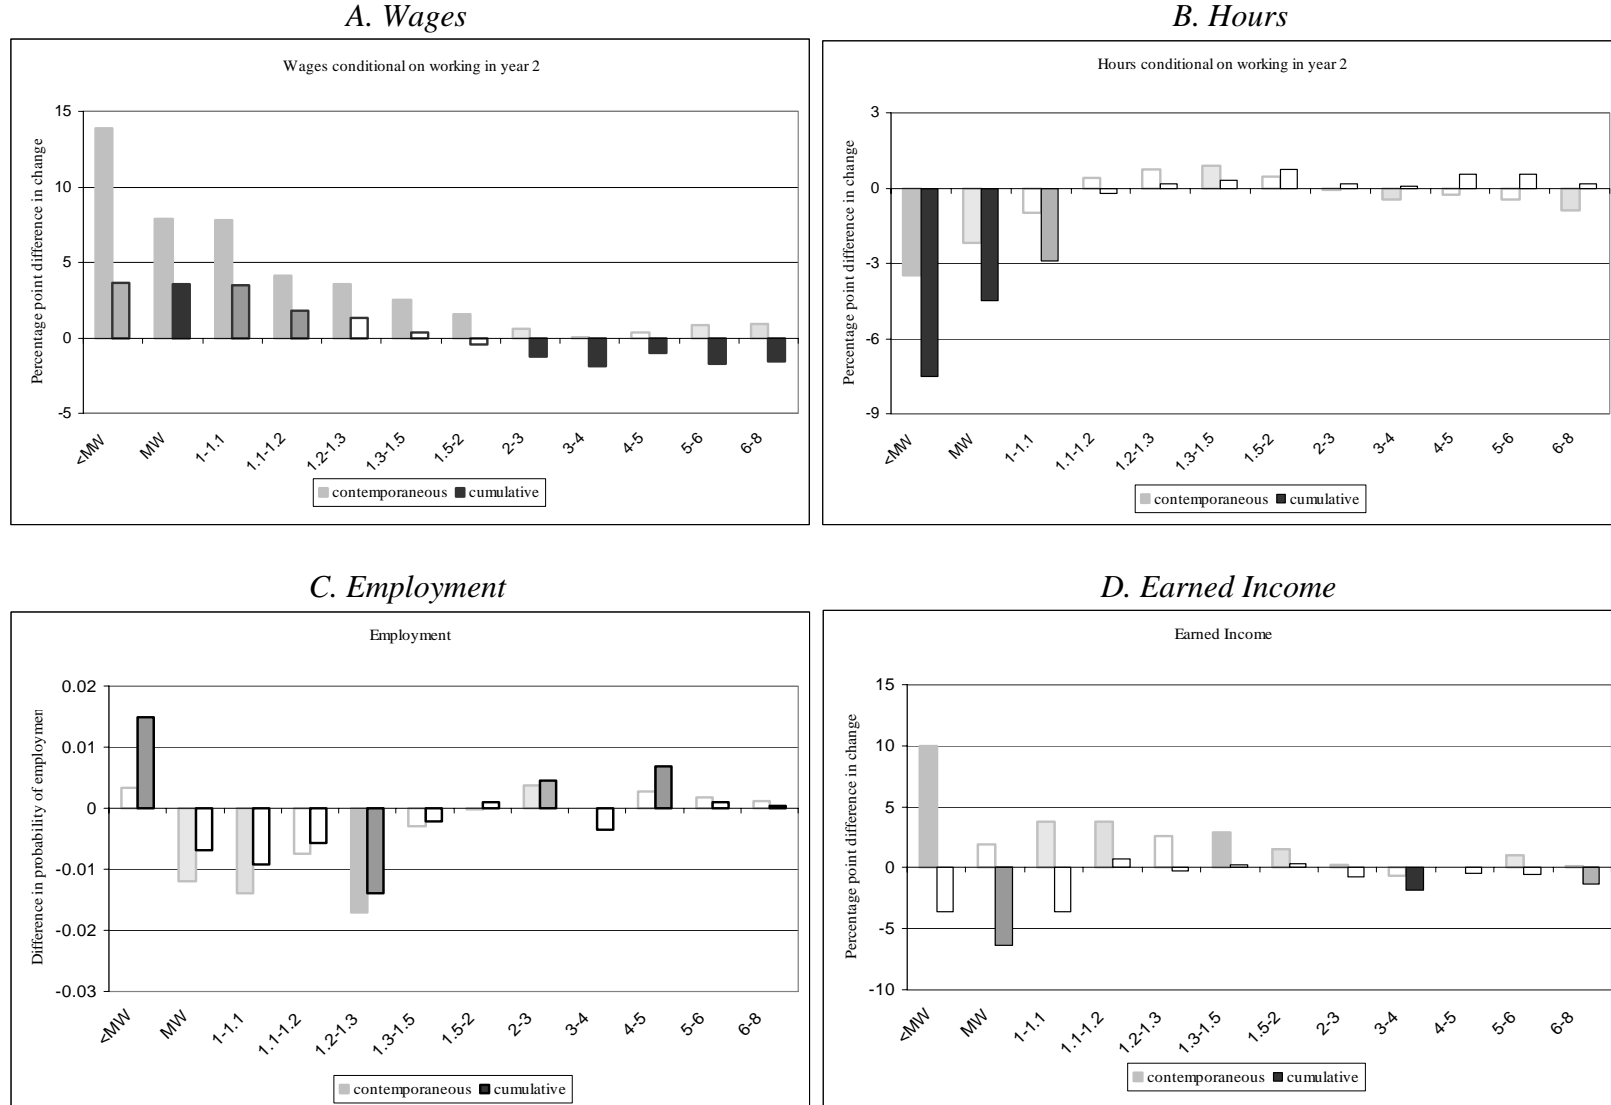 A. Wages
Wages conditional on working in year 2
Percentage point difference in change
15
10
5
0
-5
<MW
MW
1-1.1
1.1-1.2
1.2-1.3
1.3-1.5
1.5-2
2-3
3-4
4-5
5-6
6-8
contemporaneous cumulative
B. Hours
Hours conditional on working in year 2
Percentage point difference in change
3
0
-3
-6
-9
<MW
MW
1-1.1
1.1-1.2
1.2-1.3
1.3-1.5
1.5-2
2-3
3-4
4-5
5-6
6-8
contemporaneous cumulative
C. Employment
Employment
Difference in probability of employmen
0.02
0.01
0
-0.01
-0.02
-0.03
<MW
MW
1-1.1
1.1-1.2
1.2-1.3
1.3-1.5
1.5-2
2-3
3-4
4-5
5-6
6-8
contemporaneous cumulative
D. Earned Income
Earned Income
Percentage point difference in change
15
10
5
0
-5
-10
<MW
MW
1-1.1
1.1-1.2
1.2-1.3
1.3-1.5
1.5-2
2-3
3-4
4-5
5-6
6-8
contemporaneous cumulative